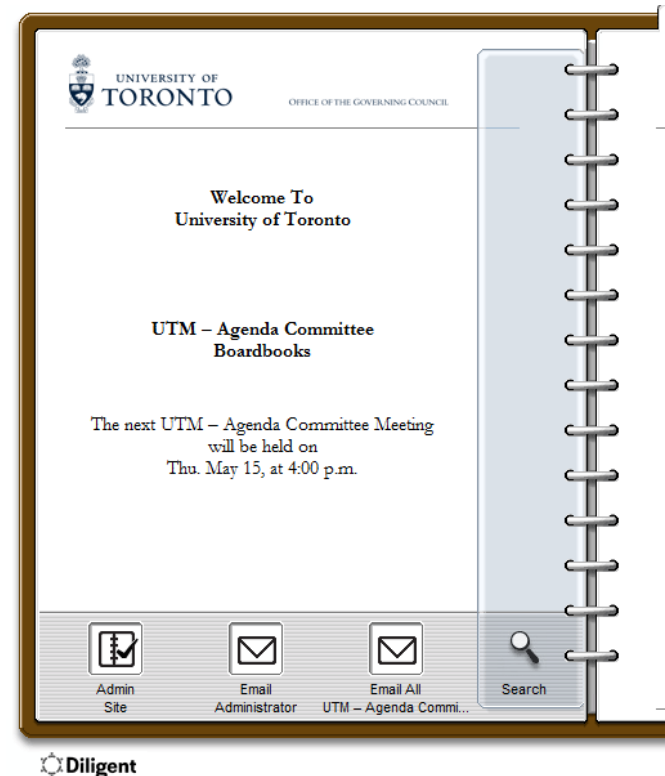 UNIVERSITY OF
TORONTO
OFFICE OF THE GOVERNING COUNCIL
Welcome To
University of Toronto
UTM – Agenda Committee
Boardbooks
The next UTM – Agenda Committee Meeting
will be held on
Thu. May 15, at 4:00 p.m.
Admin
Site
Email
Administrator
Email All
UTM – Agenda Commi...
Search
Diligent